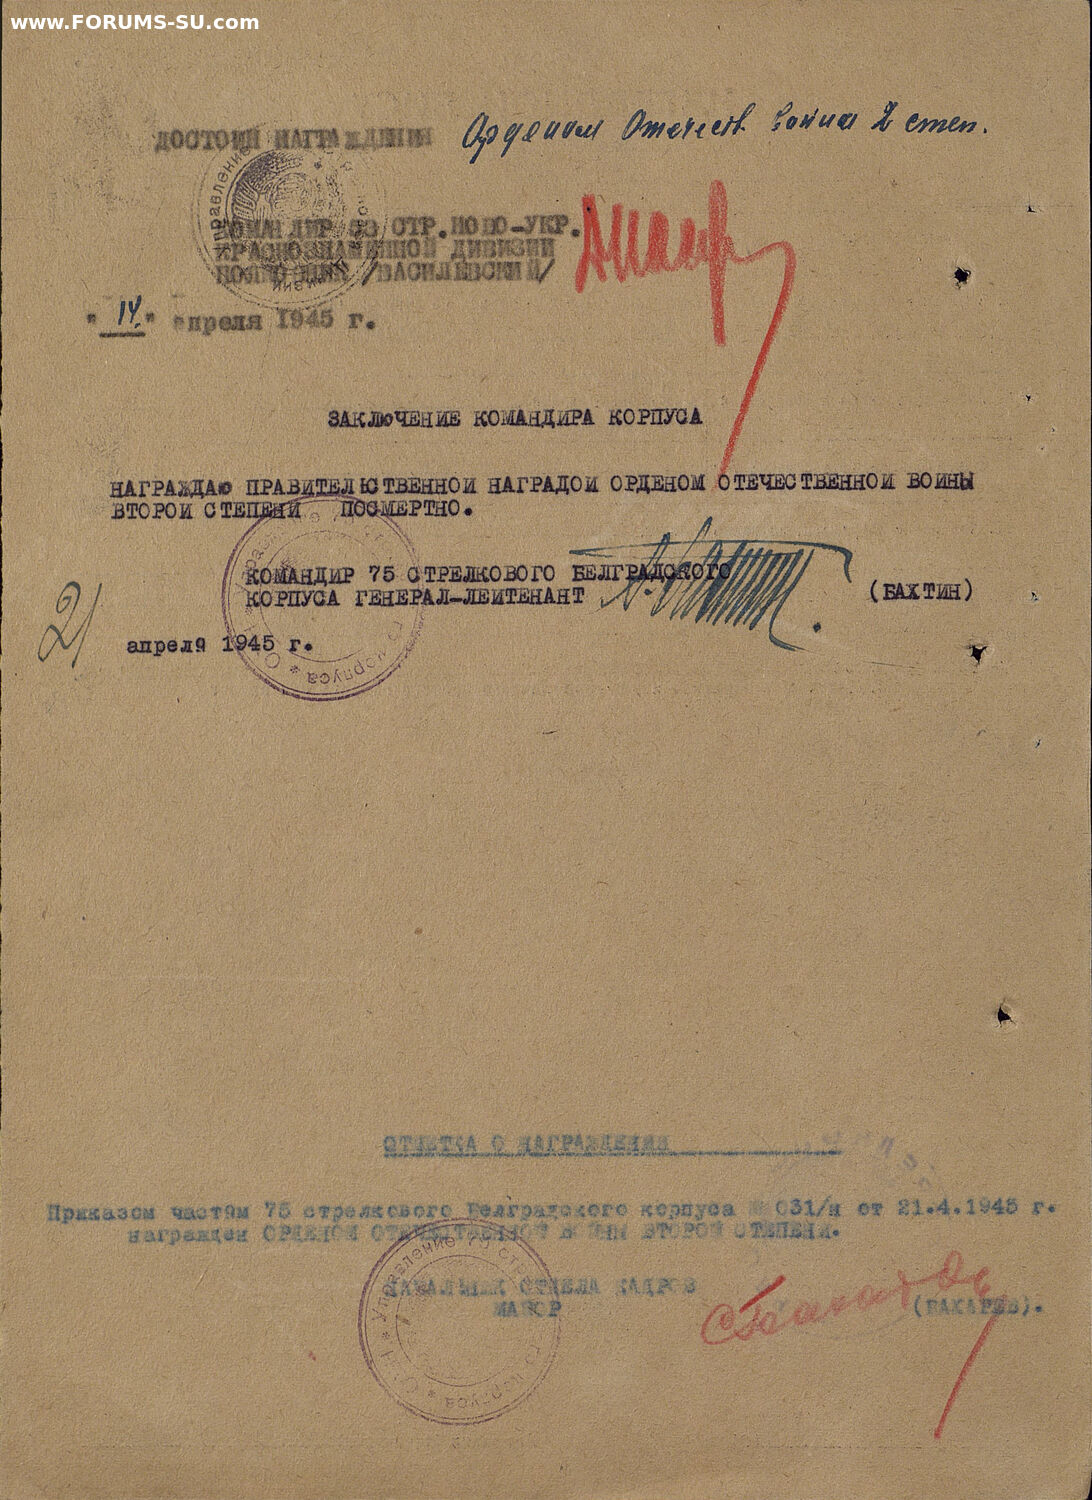 www.FORUMS-SU.com
ДОСТОИН НАГРАЖДЕНИЯ Орденом Отечеств. войны 2 степ.
КОМАНДИР 93 СТР.НОВО-УКР.
КРАСНОЗНАМЕННОЙ ДИВИЗИИ
ПОЛКОВНИК /ВАСИЛЕВСКИЙ/
"14." апреля 1945 г.
ЗАКЛЮЧЕНИЕ КОМАНДИРА КОРПУСА
НАГРАЖДАЮ ПРАВИТЕЛЬСТВЕННОЙ НАГРАДОЙ ОРДЕНОМ ОТЕЧЕСТВЕННОЙ ВОЙНЫ
ВТОРОЙ СТЕПЕНИ ПОСМЕРТНО.
КОМАНДИР 75 СТРЕЛКОВОГО БЕЛГРАДСКОГО
КОРПУСА ГЕНЕРАЛ-ЛЕЙТЕНАНТ (БАХТИН)
21 апреля 1945 г.
ОТМЕТКА О НАГРАЖДЕНИИ
Приказом частям 75 стрелкового Белградского корпуса № 031/н от 21.4.1945 г.
награжден ОРДЕНОМ ОТЕЧЕСТВЕННОЙ ВОЙНЫ ВТОРОЙ СТЕПЕНИ.
НАЧАЛЬНИК ОТДЕЛА КАДРОВ
МАЙОР (БАКАРЕВ).